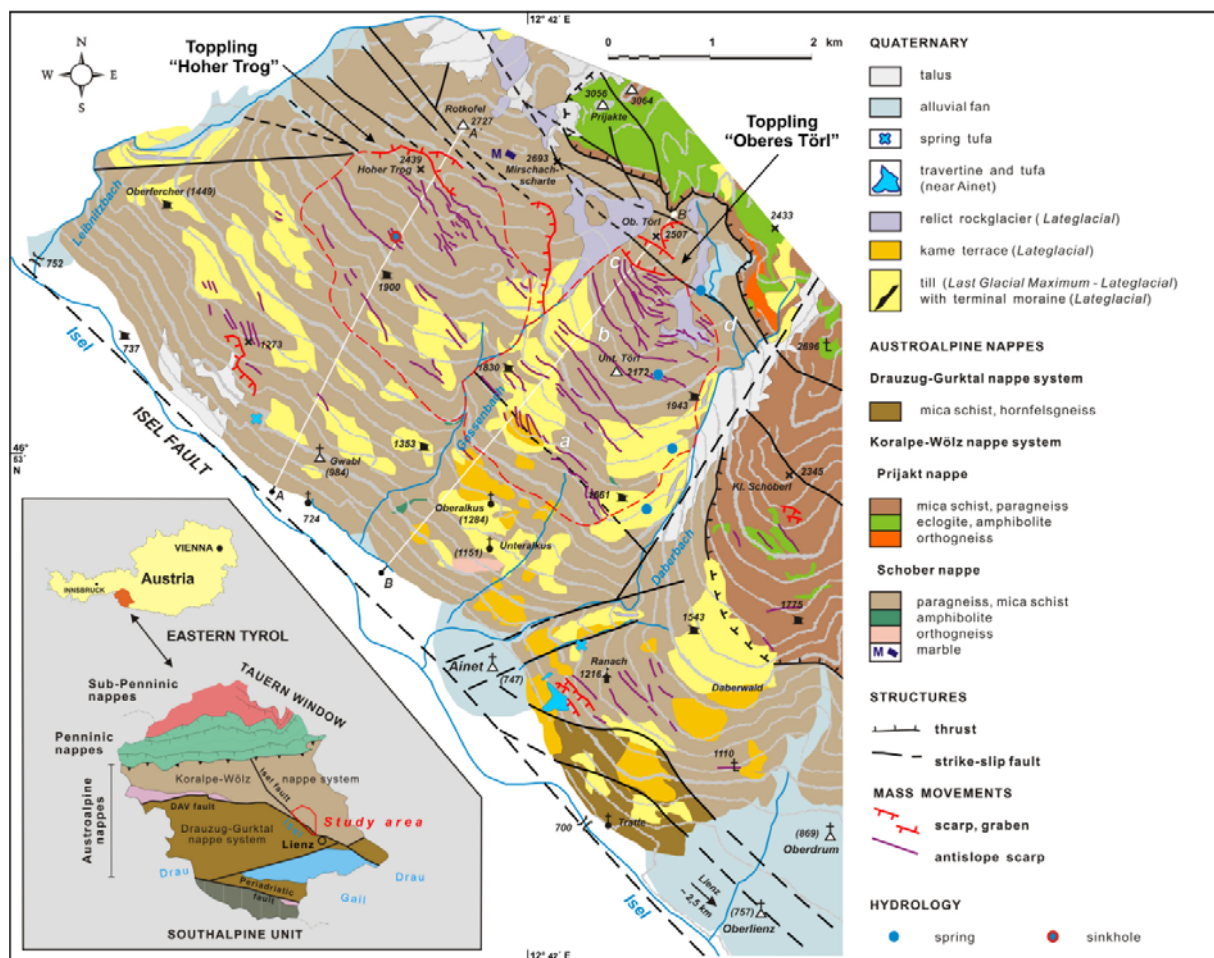 12° 42' E
0 1 2 km
N
W E
S
Toppling
"Hoher Trog"
Toppling
"Oberes Törl"
3056
3064
Prijakte
Rotkofel
2727
A´
M
2693
Mirschach-
scharte
2439
Hoher Trog
Oberfercher (1449)
Leibnitzbach
752
Isel
737
1900
1273
ISEL FAULT
Ob. Törl
2507
B´
2433
c
b
d
a
Unt. Törl
2172
1830
1943
2696
Gössenbach
1353
Gwabl
(984)
A
724
B
1661
Oberalkus
(1284)
Unteralkus
(1151)
Daberbach
2345
Kl. Schöberl
1775
1543
Daberwald
Ainet
(747)
Ranach
1216
1110
700
Tratte
(869)
Oberdrum
Lienz
~ 2,5 km
(757)
Oberlienz
Isel
46°
53'
N
12° 42' E
VIENNA
INNSBRUCK
Austria
EASTERN TYROL
TAUERN WINDOW
Sub-Penninic
nappes
Penninic
nappes
Austroalpine
nappes
Koralpe-Wölz nappe system
Isel fault
DAV fault
Isel
Study area
Drauzug-Gurktal
nappe system
Lienz
Drau
Drau
Periadriatic
fault
Gail
SOUTHALPINE UNIT
QUATERNARY
talus
alluvial fan
spring tufa
travertine and tufa
(near Ainet)
relict rockglacier (Lateglacial)
kame terrace (Lateglacial)
till (Last Glacial Maximum - Lateglacial)
with terminal moraine (Lateglacial)
AUSTROALPINE NAPPES
Drauzug-Gurktal nappe system
mica schist, hornfelsgneiss
Koralpe-Wölz nappe system
Prijakt nappe
mica schist, paragneiss
eclogite, amphibolite
orthogneiss
Schober nappe
paragneiss, mica schist
amphibolite
orthogneiss
M marble
STRUCTURES
thrust
strike-slip fault
MASS MOVEMENTS
scarp, graben
antislope scarp
HYDROLOGY
spring
sinkhole